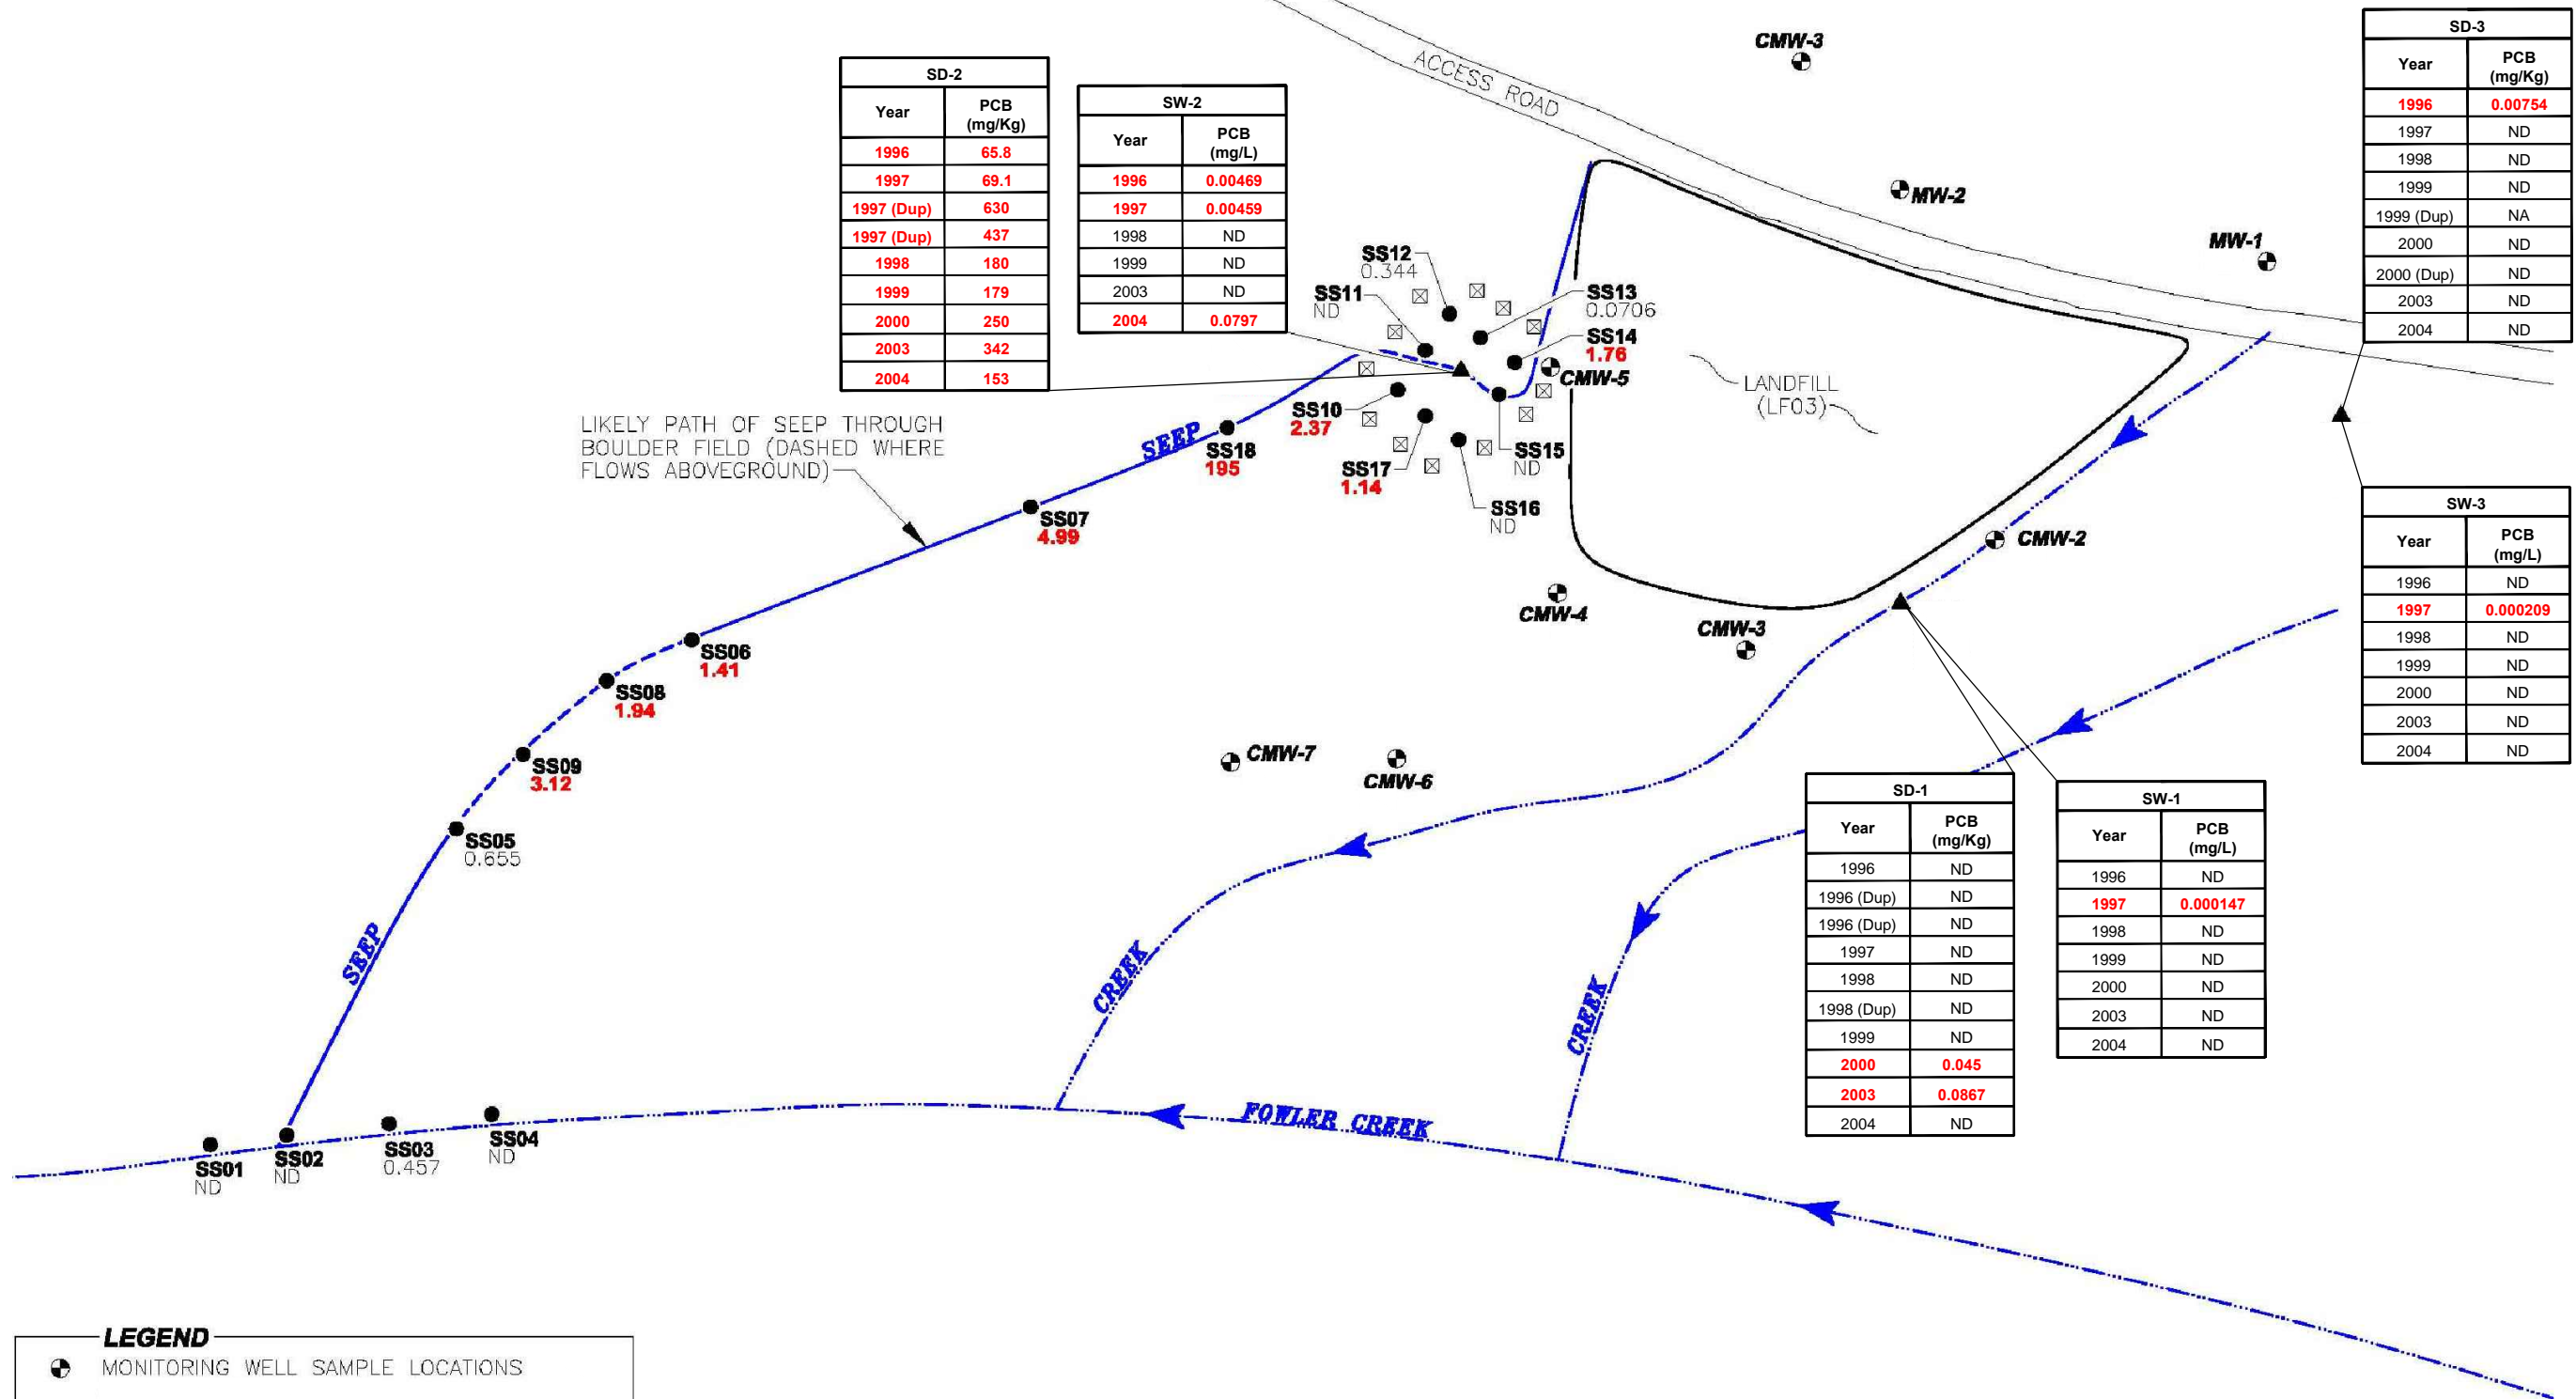 ACCESS ROAD
CMW-3
MW-2
MW-1
SD-2
Year PCB (mg/Kg)
1996 65.8
1997 69.1
1997 (Dup) 630
1997 (Dup) 437
1998 180
1999 179
2000 250
2003 342
2004 153
SW-2
Year PCB (mg/L)
1996 0.00469
1997 0.00459
1998 ND
1999 ND
2003 ND
2004 0.0797
SD-3
Year PCB (mg/Kg)
1996 0.00754
1997 ND
1998 ND
1999 ND
1999 (Dup) NA
2000 ND
2000 (Dup) ND
2003 ND
2004 ND
SS12
0.344
SS11
ND
SS13
0.0706
SS14
1.76
CMW-5
SS10
2.37
SS15
ND
SS17
1.14
SS16
ND
LANDFILL
(LF03)
LIKELY PATH OF SEEP THROUGH
BOULDER FIELD (DASHED WHERE
FLOWS ABOVEGROUND)
SEEP
SS18
195
SS07
4.99
SS06
1.41
SS08
1.94
SS09
3.12
SS05
0.655
SEEP
CMW-2
CMW-4
CMW-3
CMW-7
CMW-6
SW-3
Year PCB (mg/L)
1996 ND
1997 0.000209
1998 ND
1999 ND
2000 ND
2003 ND
2004 ND
SD-1
Year PCB (mg/Kg)
1996 ND
1996 (Dup) ND
1996 (Dup) ND
1997 ND
1998 ND
1998 (Dup) ND
1999 ND
2000 0.045
2003 0.0867
2004 ND
SW-1
Year PCB (mg/L)
1996 ND
1997 0.000147
1998 ND
1999 ND
2000 ND
2003 ND
2004 ND
CREEK
CREEK
FOWLER CREEK
SS01
ND
SS02
ND
SS03
0.457
SS04
ND
LEGEND
MONITORING WELL SAMPLE LOCATIONS